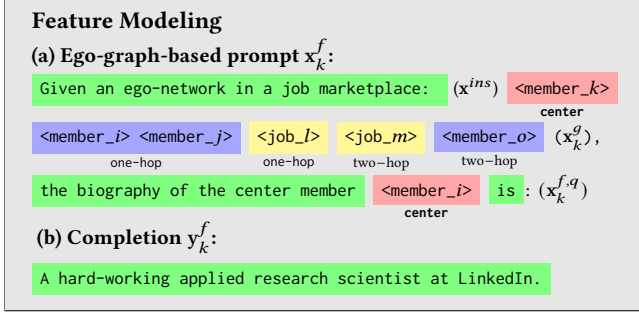 Feature Modeling
(a) Ego-graph-based prompt x_k^f:
Given an ego-network in a job marketplace: (x^{ins}) <member_k>
center
<member_i> <member_j> <job_l> <job_m> <member_o> (x_k^g),
one-hop one-hop two-hop two-hop
the biography of the center member <member_i> is : (x_k^{f,q})
center
(b) Completion y_k^f:
A hard-working applied research scientist at LinkedIn.